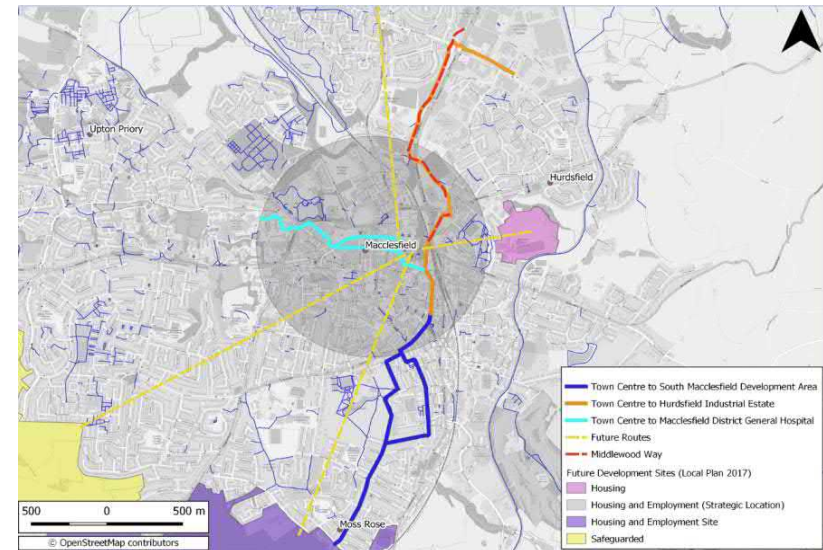 Upton Priory
Hurdsfield
Macclesfield
Moss Rose
Town Centre to South Macclesfield Development Area
Town Centre to Hurdsfield Industrial Estate
Town Centre to Macclesfield District General Hospital
Future Routes
Middlewood Way
Future Development Sites (Local Plan 2017)
Housing
Housing and Employment (Strategic Location)
Housing and Employment Site
Safeguarded
500 0 500 m
© OpenStreetMap contributors